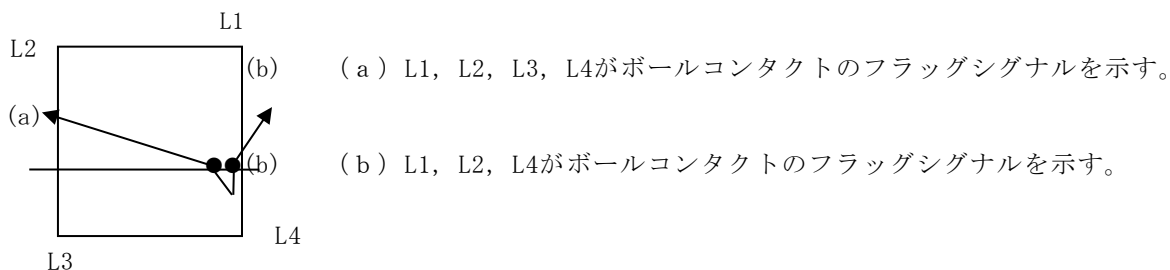 L1
L2
(b) (a) L1, L2, L3, L4がボールコンタクトのフラッグシグナルを示す。
(a)
(b) (b) L1, L2, L4がボールコンタクトのフラッグシグナルを示す。
L4
L3